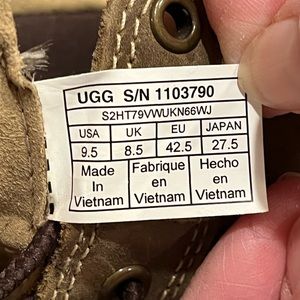 UGG S/N 1103790
S2HT79VWUKN66WJ
USA UK EU JAPAN
9.5 8.5 42.5 27.5
Made Fabrique Hecho
In en en
Vietnam Vietnam Vietnam